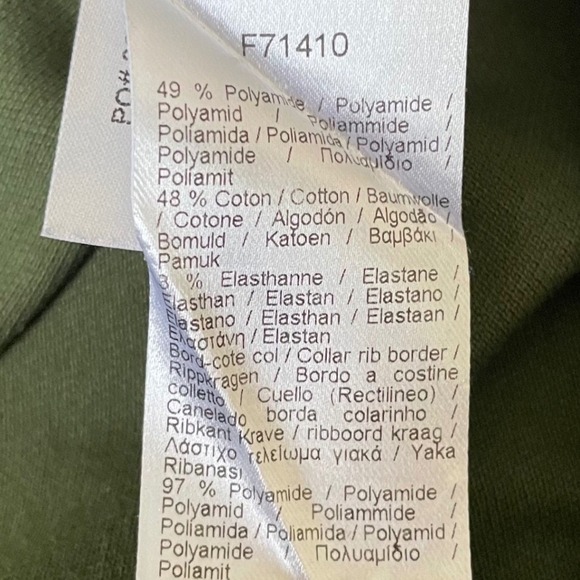 F71410
49 % Polyamide / Polyamide /
Polyamid / Poliammide /
Poliamida / Poliamida / Polyamid /
Polyamide / Πολυαμίδιο /
Poliamit
48 % Coton / Cotton / Baumwolle
/ Cotone / Algodón / Algodão /
Bomuld / Katoen / Βαμβάκι /
Pamuk
3 % Elasthanne / Elastane /
Elasthan / Elastan / Elastano /
Elastano / Elasthan / Elastaan /
Ελαστάνη / Elastan
Bord-cote col / Collar rib border /
Rippkragen / Bordo a costine
colletto / Cuello (Rectilineo) /
Canelado borda colarinho /
Ribkant Krave / ribboord kraag /
Λάστιχο τελείωμα γιακά / Yaka
Ribanasi
97 % Polyamide / Polyamide /
Polyamid / Poliammide /
Poliamida / Poliamida / Polyamid /
Polyamide / Πολυαμίδιο /
Poliamit